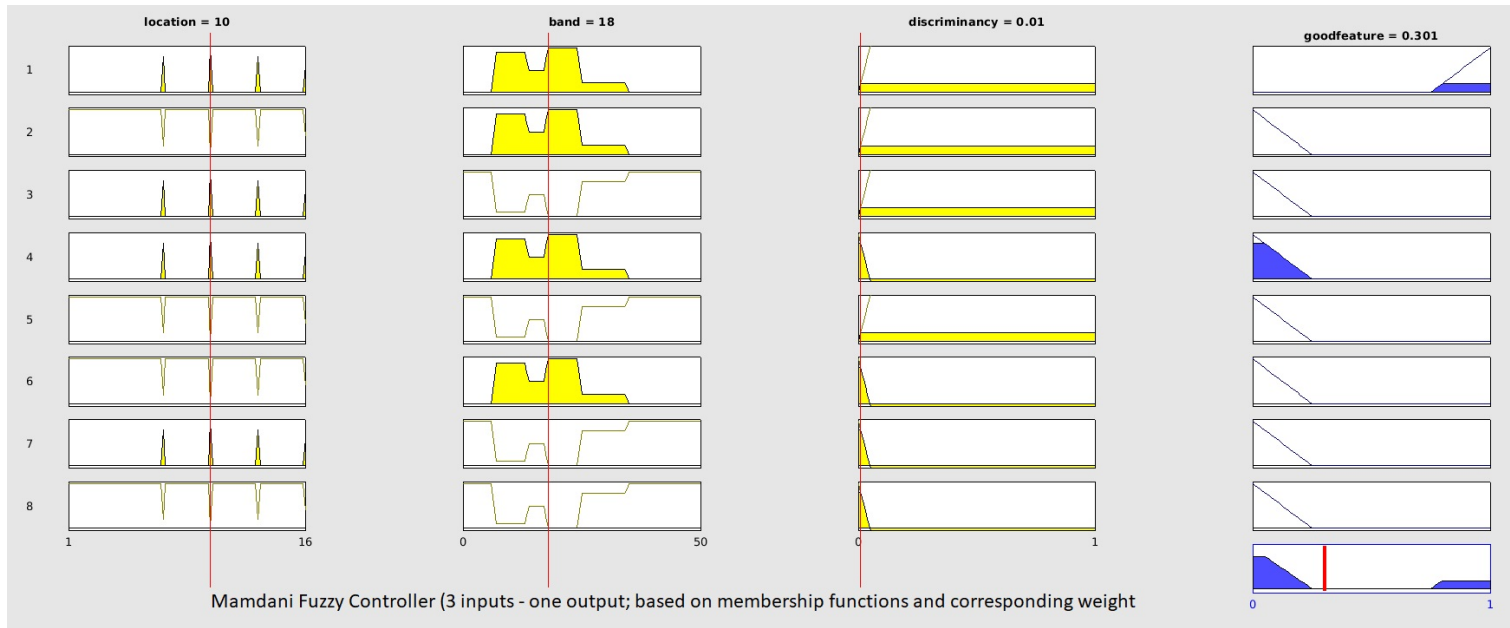 location = 10
band = 18
discriminancy = 0.01
goodfeature = 0.301
1
2
3
4
5
6
7
8
1 16
0 50
0 1
0 1
Mamdani Fuzzy Controller (3 inputs - one output; based on membership functions and corresponding weight